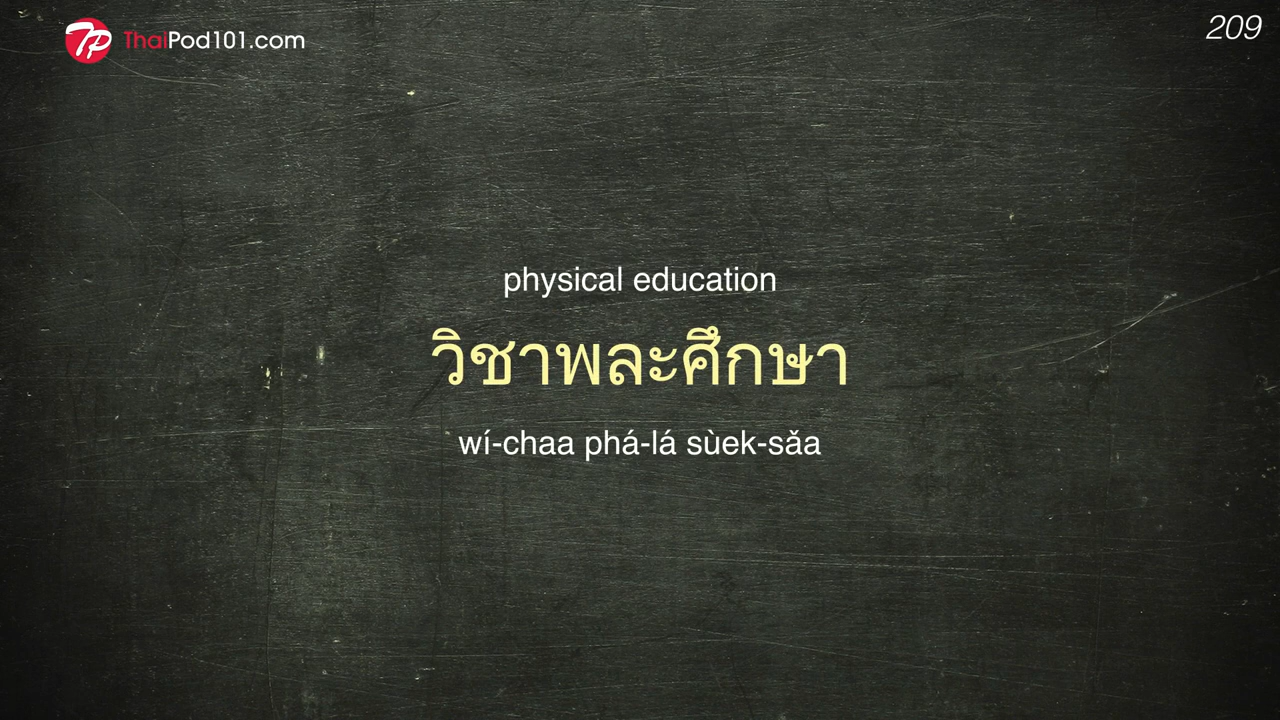 TP ThaiPod101.com
209
physical education
วิชาพละศึกษา
wí-chaa phá-lá sùek-sǎa